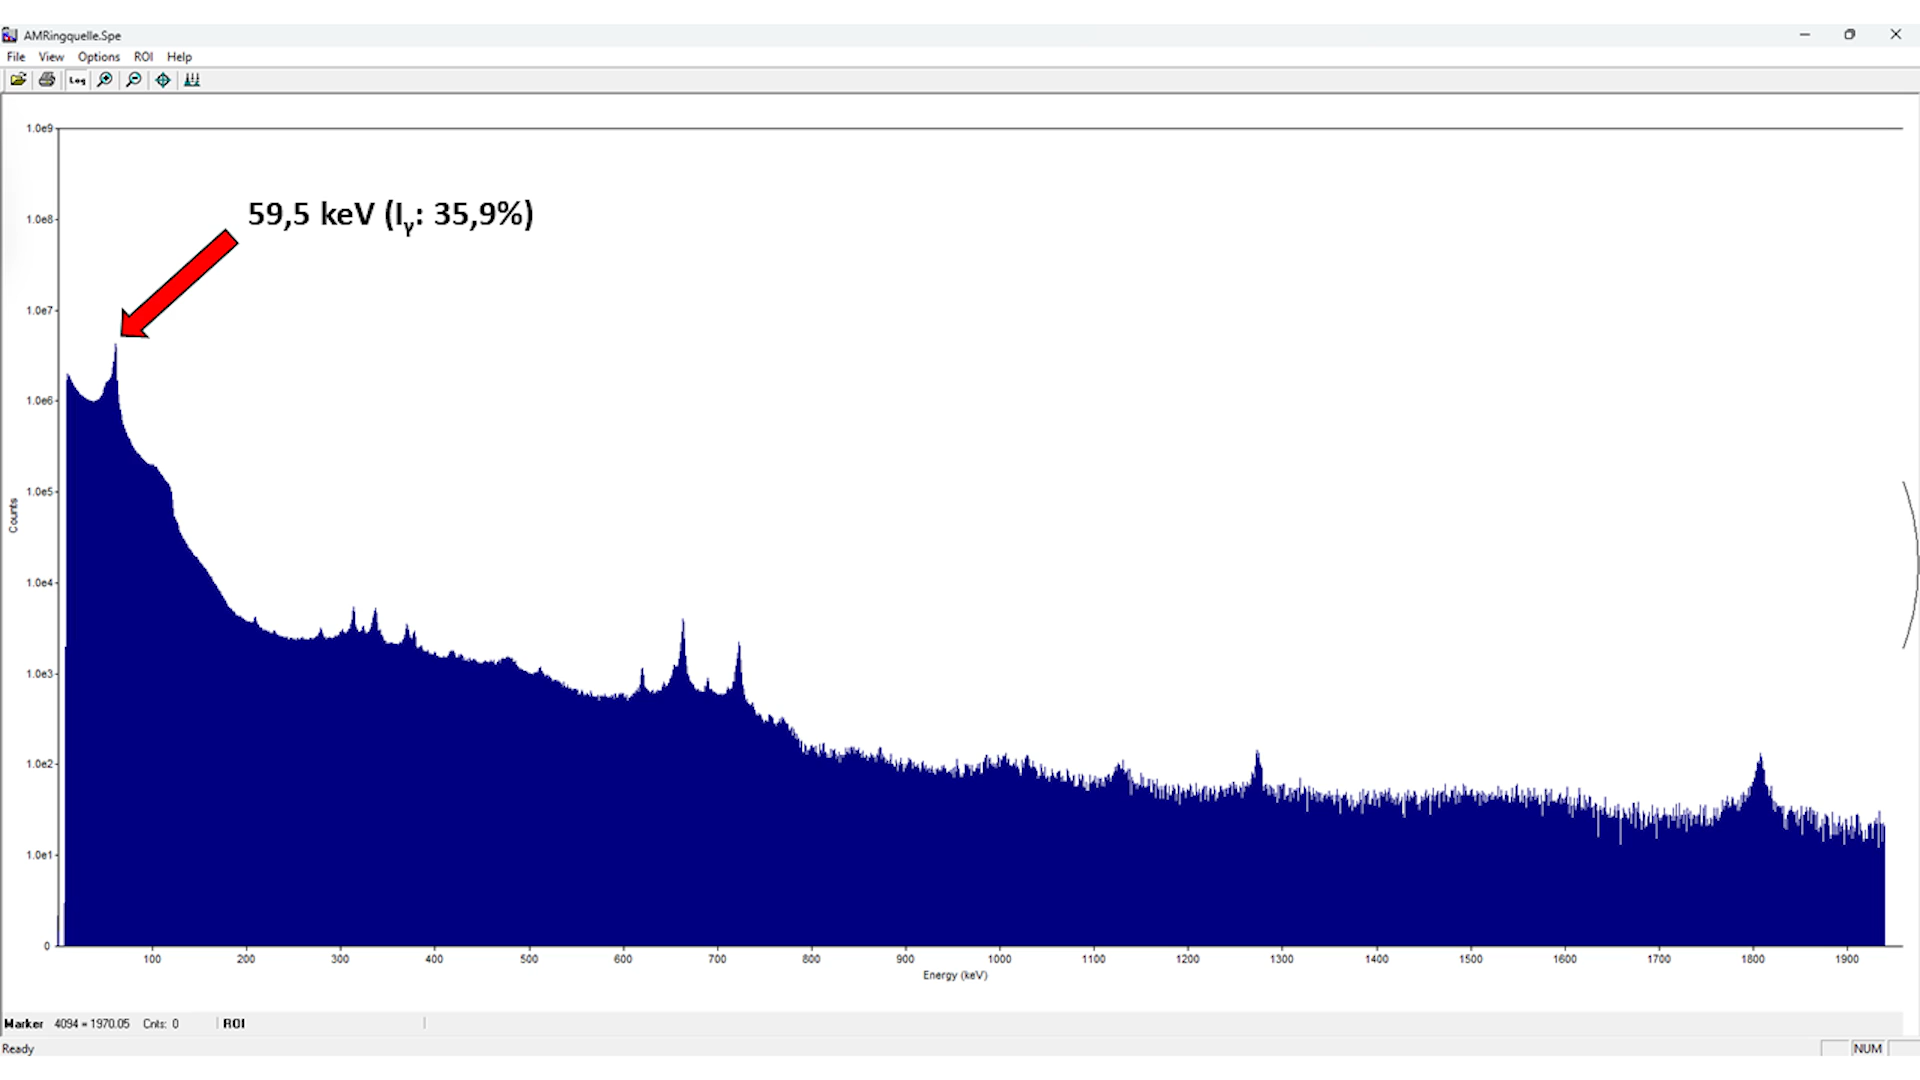 AMRingquelle.Spe
File View Options ROI Help
Log
1.0e9
59,5 keV (Iγ: 35,9%)
1.0e8
1.0e7
1.0e6
1.0e5
Counts
1.0e4
1.0e3
1.0e2
1.0e1
0
100 200 300 400 500 600 700 800 900 1000 1100 1200 1300 1400 1500 1600 1700 1800 1900
Energy (keV)
Marker 4094 = 1970.05 Cnts: 0 ROI
Ready NUM